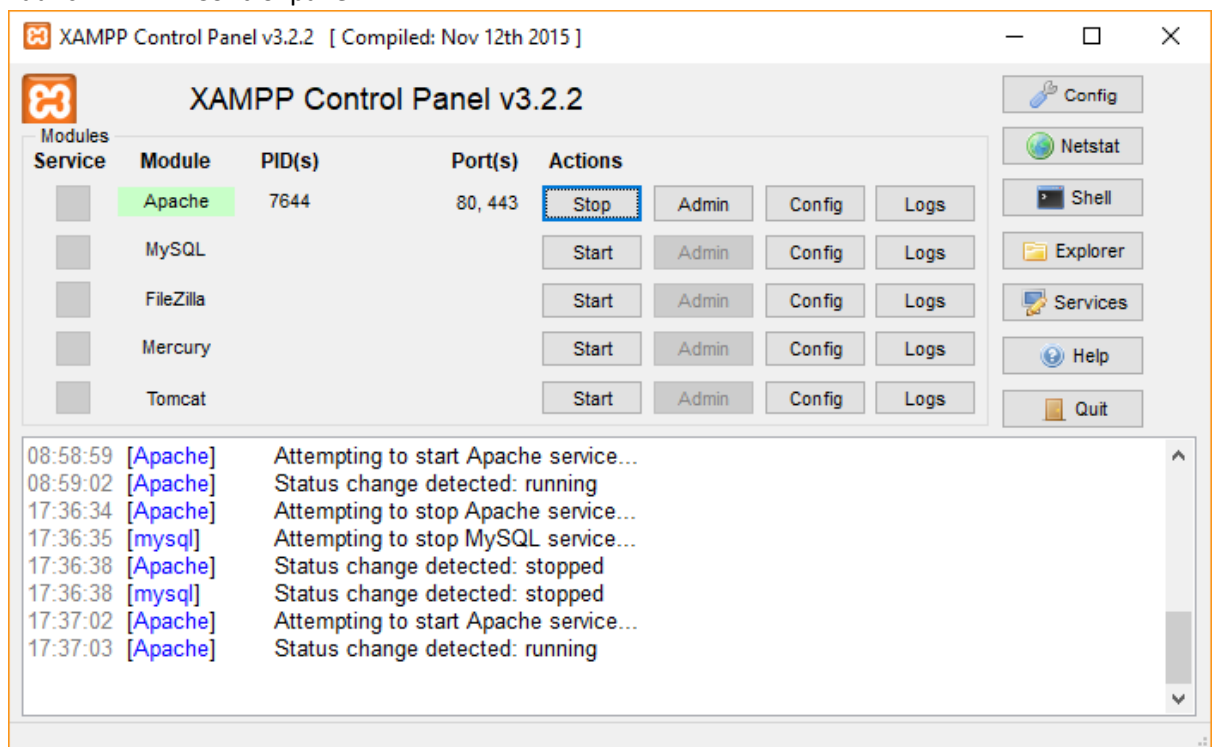 XAMPP Control Panel v3.2.2 [ Compiled: Nov 12th 2015 ]
XAMPP Control Panel v3.2.2
Config
Modules
Service Module PID(s) Port(s) Actions
Netstat
Apache 7644 80, 443 Stop Admin Config Logs
Shell
MySQL Start Admin Config Logs
Explorer
FileZilla Start Admin Config Logs
Services
Mercury Start Admin Config Logs
Help
Tomcat Start Admin Config Logs
Quit
08:58:59 [Apache] Attempting to start Apache service...
08:59:02 [Apache] Status change detected: running
17:36:34 [Apache] Attempting to stop Apache service...
17:36:35 [mysql] Attempting to stop MySQL service...
17:36:38 [Apache] Status change detected: stopped
17:36:38 [mysql] Status change detected: stopped
17:37:02 [Apache] Attempting to start Apache service...
17:37:03 [Apache] Status change detected: running